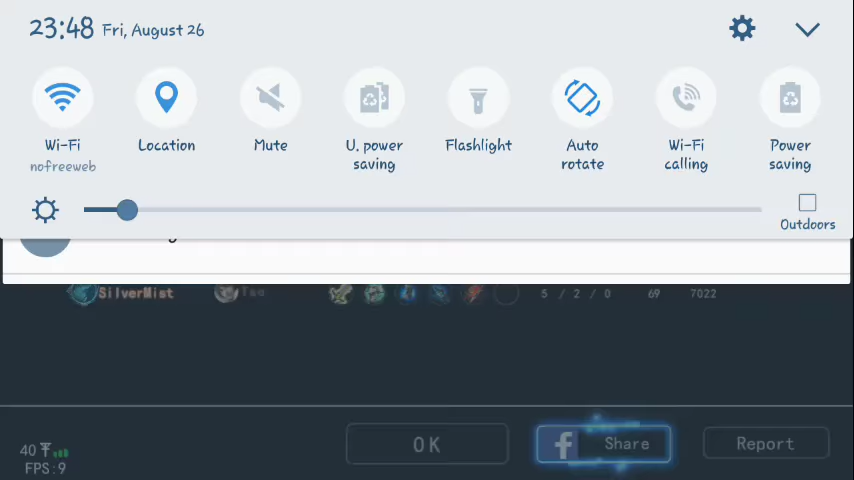 23:48 Fri, August 26
Wi-Fi
nofreeweb
Location
Mute
U. power
saving
Flashlight
Auto
rotate
Wi-Fi
calling
Power
saving
Outdoors
SilverMist 5 / 2 / 0 69 7022
40
FPS:9
OK
f Share
Report